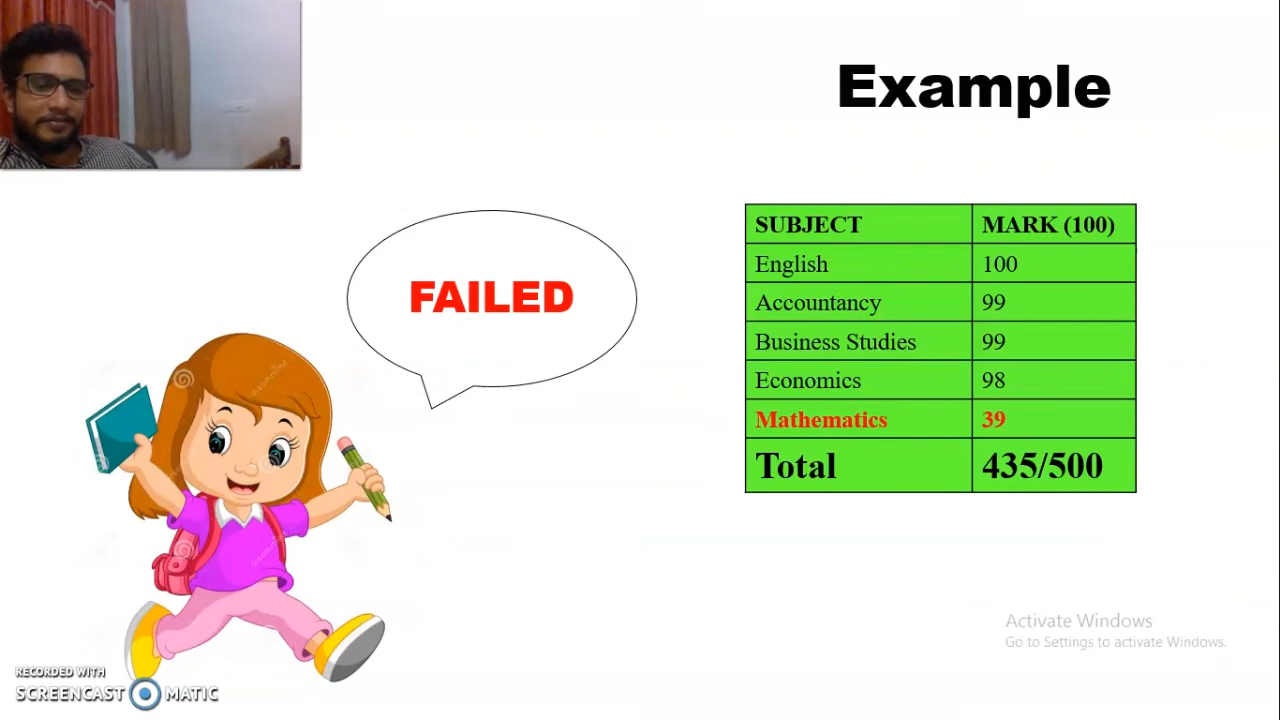 Example
FAILED
SUBJECT MARK (100)
English 100
Accountancy 99
Business Studies 99
Economics 98
Mathematics 39
Total 435/500
Activate Windows
Go to Settings to activate Windows.
RECORDED WITH
SCREENCAST MATIC